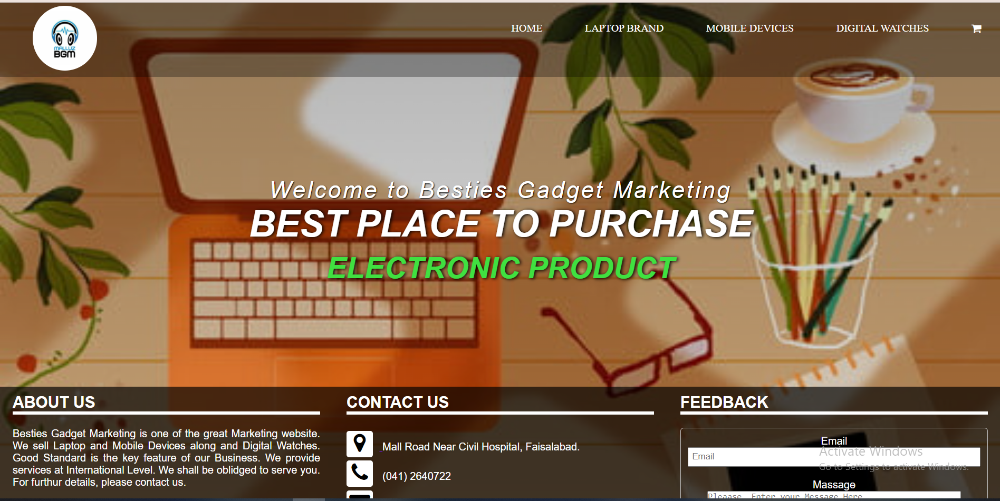 MALLUZ
BGM
HOME
LAPTOP BRAND
MOBILE DEVICES
DIGITAL WATCHES
Welcome to Besties Gadget Marketing
BEST PLACE TO PURCHASE
ELECTRONIC PRODUCT
ABOUT US
Besties Gadget Marketing is one of the great Marketing website.
We sell Laptop and Mobile Devices along and Digital Watches.
Good Standard is the key feature of our Business. We provide
services at International Level. We shall be oblidged to serve you.
For furthur details, please contact us.
CONTACT US
Mall Road Near Civil Hospital, Faisalabad.
(041) 2640722
FEEDBACK
Email
Email
Activate Windows
Go to Settings to activate Windows.
Massage
Pleaase, Enter your Message Here